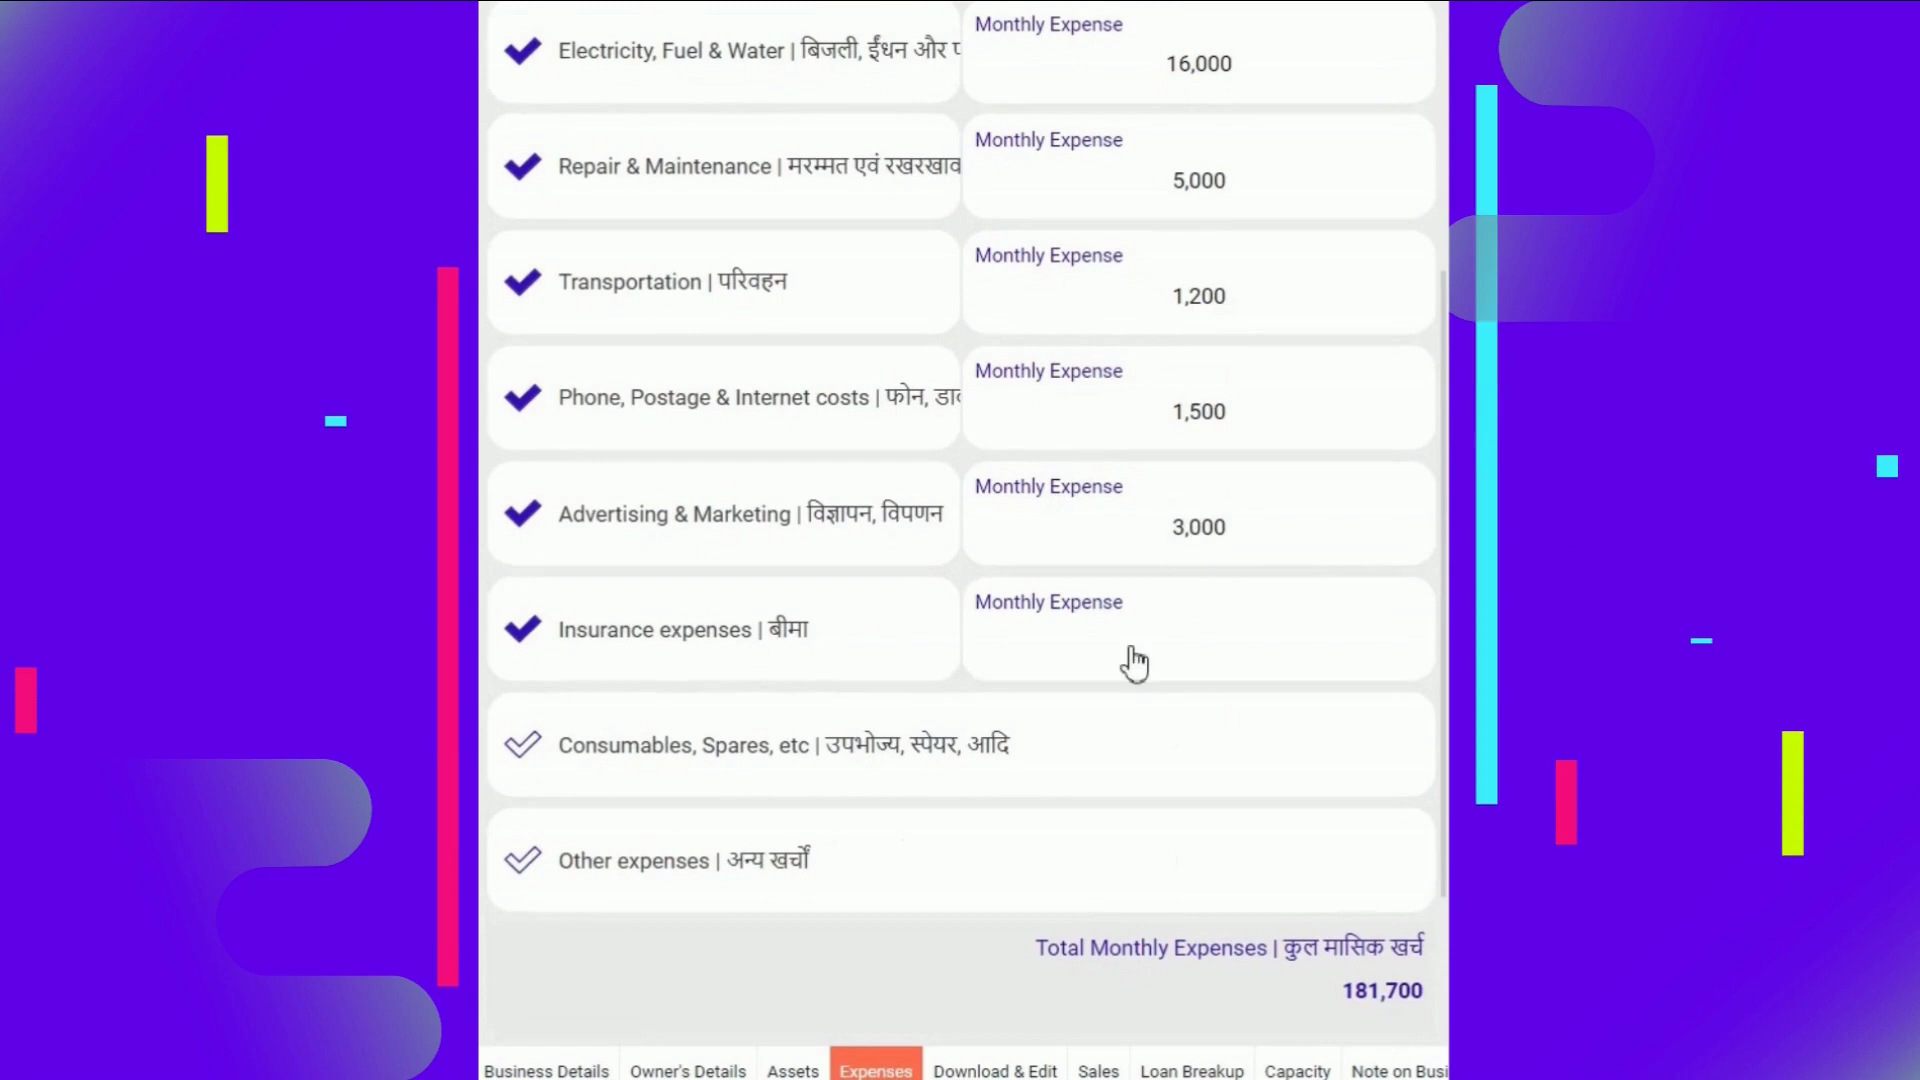 Monthly Expense
Electricity, Fuel & Water | बिजली, ईंधन और
16,000
Monthly Expense
Repair & Maintenance | मरम्मत एवं रखरखाव
5,000
Monthly Expense
Transportation | परिवहन
1,200
Monthly Expense
Phone, Postage & Internet costs | फोन,
1,500
Monthly Expense
Advertising & Marketing | विज्ञापन, विपणन
3,000
Monthly Expense
Insurance expenses | बीमा
Consumables, Spares, etc | उपभोज्य, स्पेयर, आदि
Other expenses | अन्य खर्चों
Total Monthly Expenses | कुल मासिक खर्च
181,700
Business Details Owner's Details Assets Expenses Download & Edit Sales Loan Breakup Capacity Note on Busi